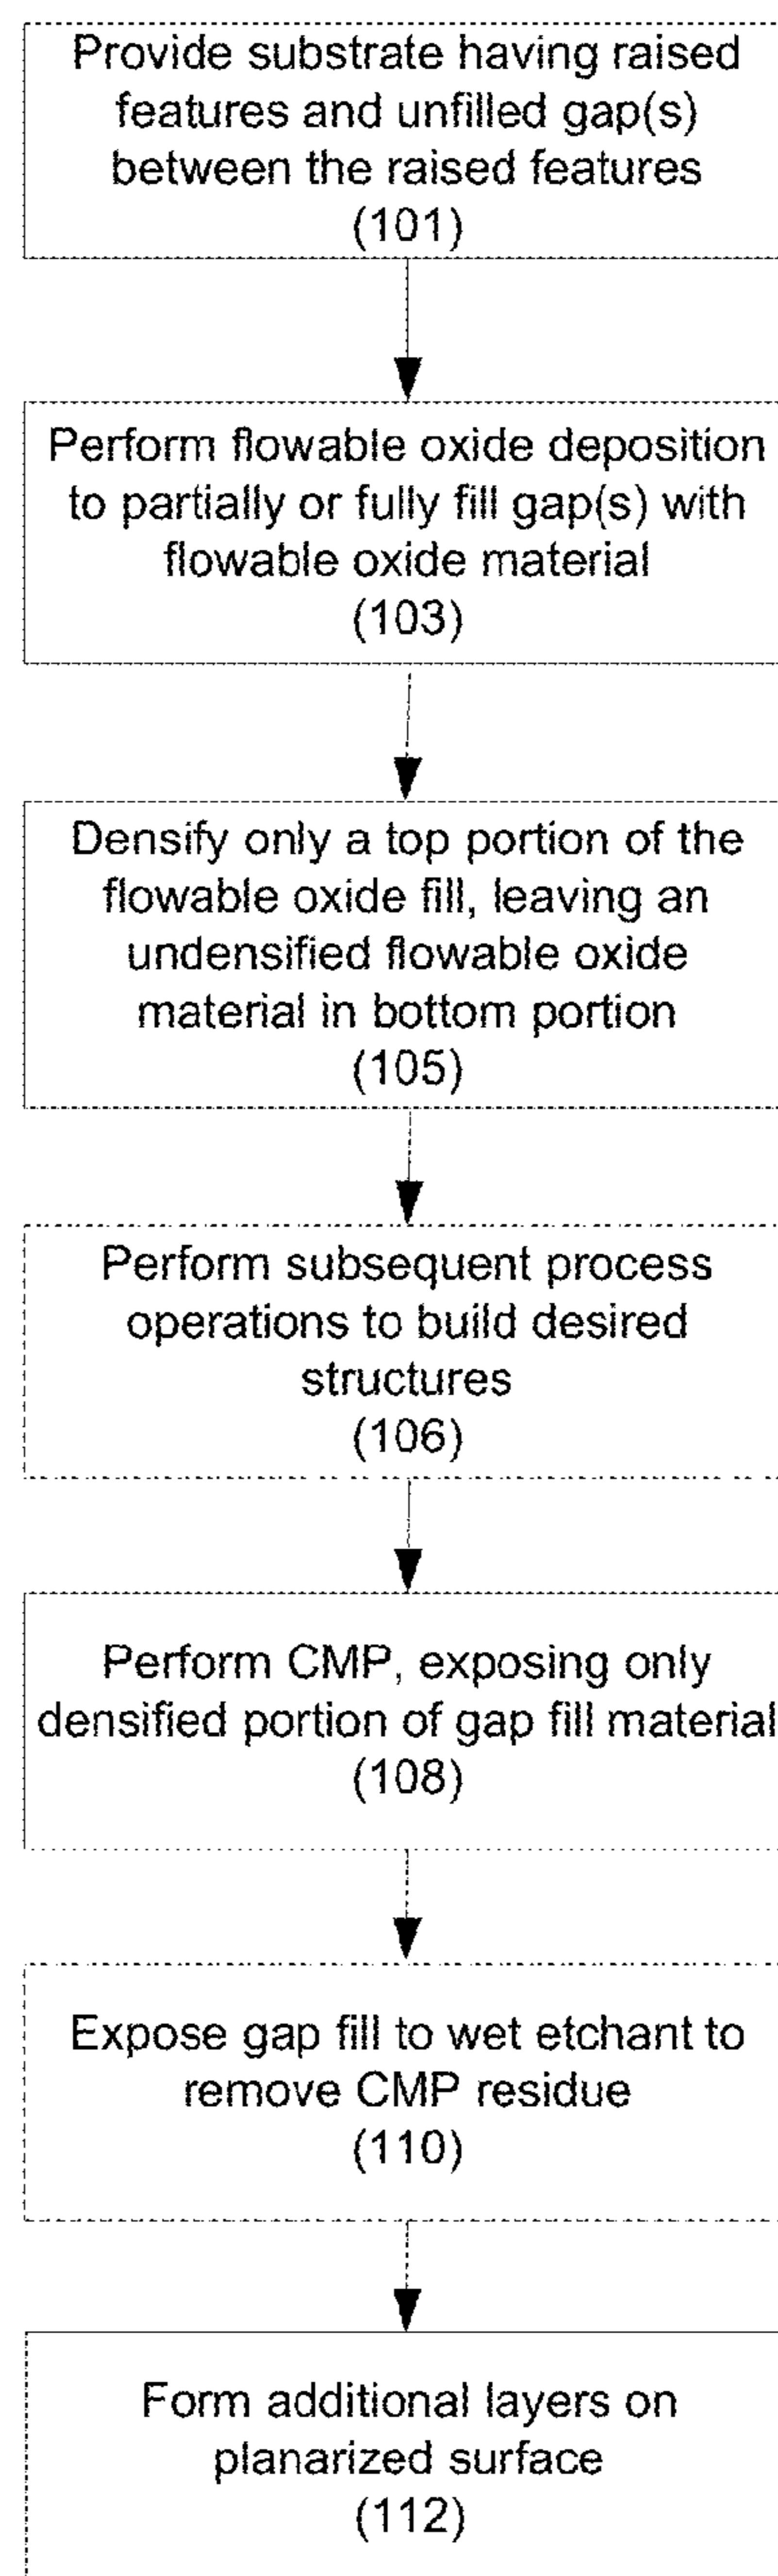 Provide substrate having raised
features and unfilled gap(s)
between the raised features
(101)
Perform flowable oxide deposition
to partially or fully fill gap(s) with
flowable oxide material
(103)
Densify only a top portion of the
flowable oxide fill, leaving an
undensified flowable oxide
material in bottom portion
(105)
Perform subsequent process
operations to build desired
structures
(106)
Perform CMP, exposing only
densified portion of gap fill material
(108)
Expose gap fill to wet etchant to
remove CMP residue
(110)
Form additional layers on
planarized surface
(112)